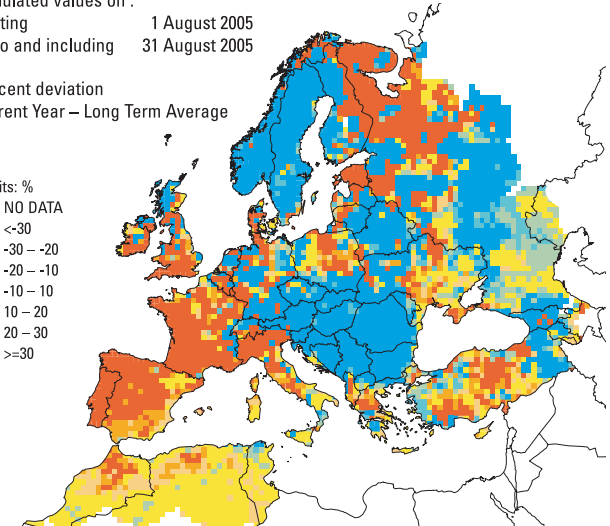 ulated values on :
ting 1 August 2005
o and including 31 August 2005
cent deviation
rent Year – Long Term Average
its: %
NO DATA
<-30
-30 – -20
-20 – -10
-10 – 10
10 – 20
20 – 30
>=30